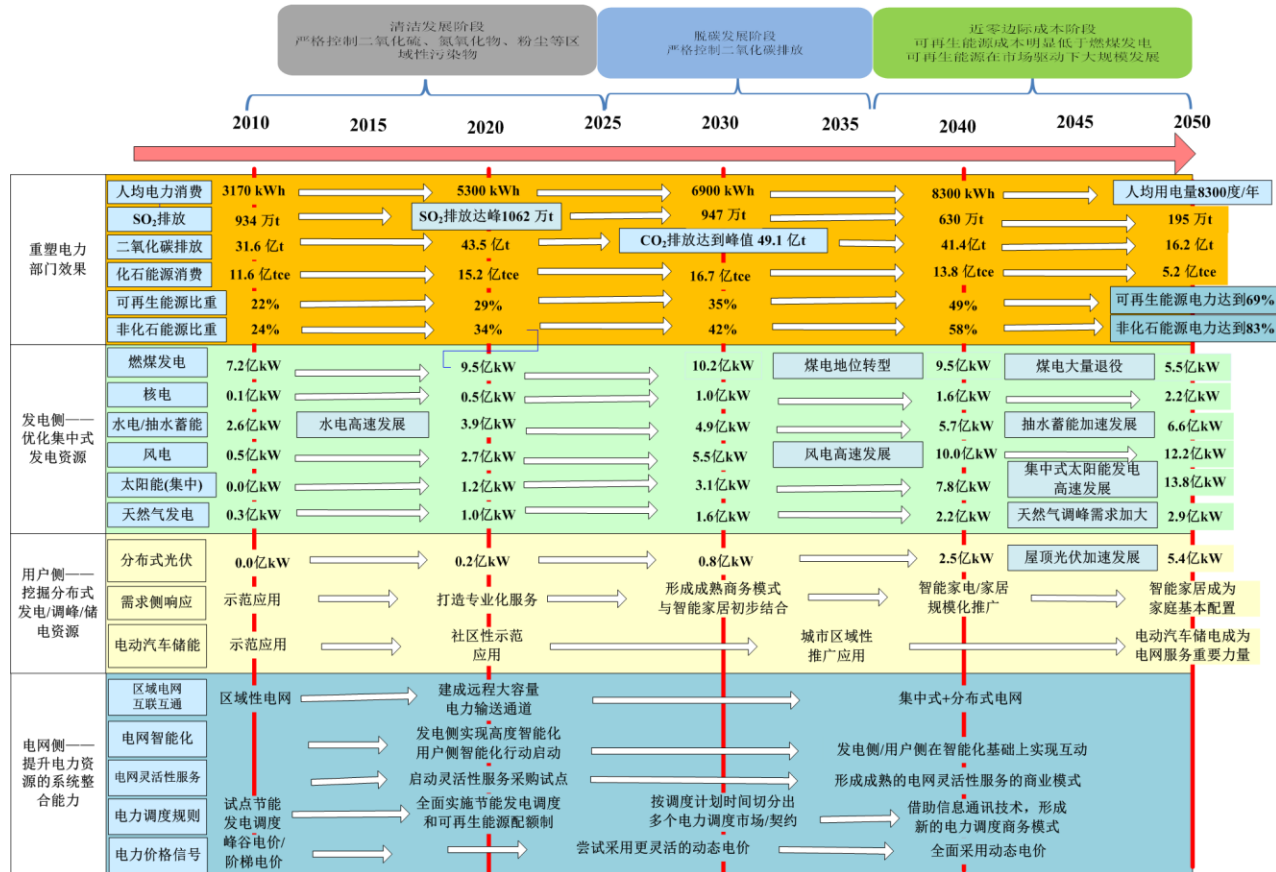 清洁发展阶段
严格控制二氧化硫、氮氧化物、粉尘等区
域性污染物
脱碳发展阶段
严格控制二氧化碳排放
近零边际成本阶段
可再生能源成本明显低于燃煤发电
可再生能源在市场驱动下大规模发展
2010 2015 2020 2025 2030 2035 2040 2045 2050
重塑电力
部门效果
人均电力消费 3170 kWh 5300 kWh 6900 kWh 8300 kWh 人均用电量8300度/年
SO₂排放 934 万t SO₂排放达峰1062 万t 947 万t 630 万t 195 万t
二氧化碳排放 31.6 亿t 43.5 亿t CO₂排放达到峰值 49.1 亿t 41.4亿t 16.2 亿t
化石能源消费 11.6 亿tce 15.2 亿tce 16.7 亿tce 13.8 亿tce 5.2 亿tce
可再生能源比重 22% 29% 35% 49% 可再生能源电力达到69%
非化石能源比重 24% 34% 42% 58% 非化石能源电力达到83%
发电侧——
优化集中式
发电资源
燃煤发电 7.2亿kW 9.5亿kW 10.2亿kW 煤电地位转型 9.5亿kW 煤电大量退役 5.5亿kW
核电 0.1亿kW 0.5亿kW 1.0亿kW 1.6亿kW 2.2亿kW
水电/抽水蓄能 2.6亿kW 水电高速发展 3.9亿kW 4.9亿kW 5.7亿kW 抽水蓄能加速发展 6.6亿kW
风电 0.5亿kW 2.7亿kW 5.5亿kW 风电高速发展 10.0亿kW 12.2亿kW
太阳能(集中) 0.0亿kW 1.2亿kW 3.1亿kW 7.8亿kW 集中式太阳能发电
高速发展 13.8亿kW
天然气发电 0.3亿kW 1.0亿kW 1.6亿kW 2.2亿kW 天然气调峰需求加大 2.9亿kW
用户侧——
挖掘分布式
发电/调峰/储
电资源
分布式光伏 0.0亿kW 0.2亿kW 0.8亿kW 2.5亿kW 屋顶光伏加速发展 5.4亿kW
需求侧响应 示范应用 打造专业化服务 形成成熟商务模式
与智能家居初步结合
智能家电/家居
规模化推广
智能家居成为
家庭基本配置
电动汽车储能 示范应用 社区性示范
应用
城市区域性
推广应用
电动汽车储电成为
电网服务重要力量
电网侧——
提升电力资
源的系统整
合能力
区域电网
互联互通
区域性电网
建成远程大容量
电力输送通道
集中式+分布式电网
电网智能化
发电侧实现高度智能化
用户侧智能化行动启动
发电侧/用户侧在智能化基础上实现互动
电网灵活性服务 启动灵活性服务采购试点 形成成熟的电网灵活性服务的商业模式
电力调度规则
试点节能
发电调度
全面实施节能发电调度
和可再生能源配额制
按调度计划时间切分出
多个电力调度市场/契约
借助信息通讯技术，形成
新的电力调度商务模式
电力价格信号
峰谷电价/
阶梯电价
尝试采用更灵活的动态电价 全面采用动态电价